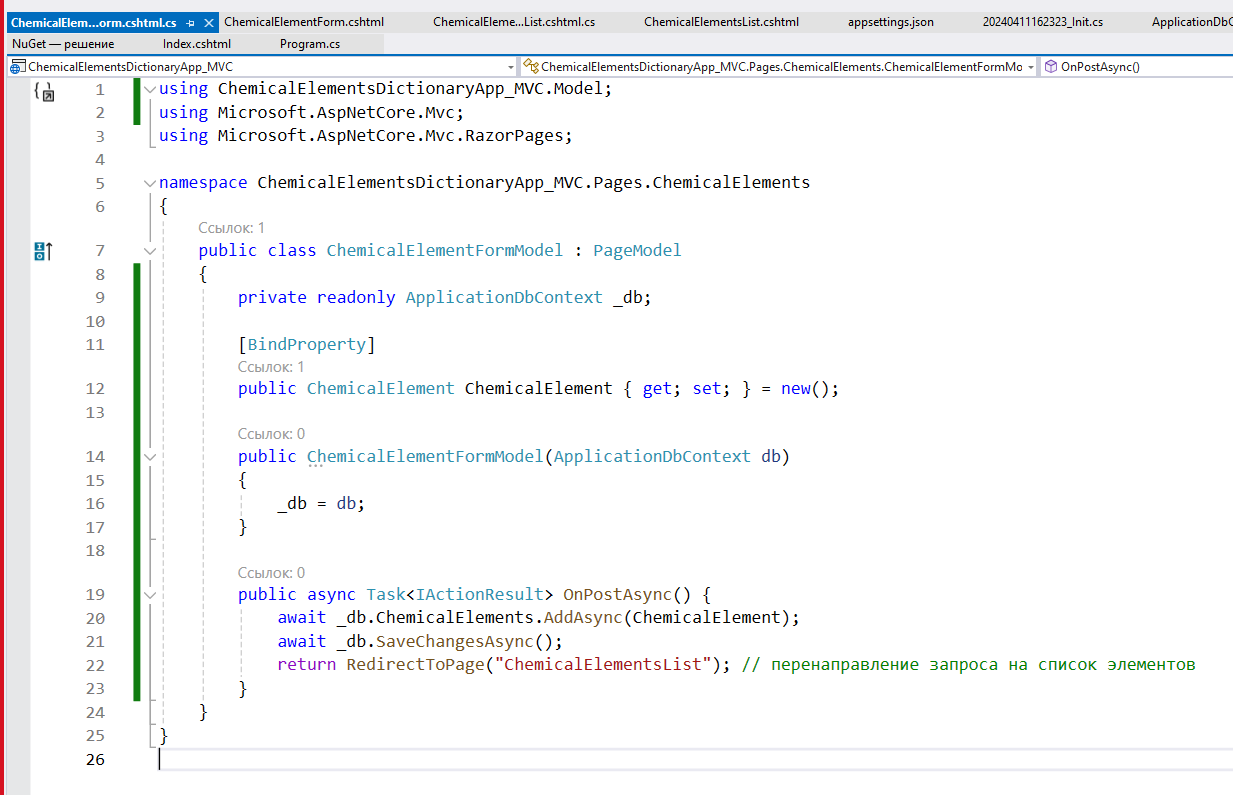 ChemicalElem...orm.cshtml.cs ChemicalElementForm.cshtml ChemicalEleme...List.cshtml.cs ChemicalElementsList.cshtml appsettings.json 20240411162323_Init.cs ApplicationDbC
NuGet — решение Index.cshtml Program.cs
ChemicalElementsDictionaryApp_MVC ChemicalElementsDictionaryApp_MVC.Pages.ChemicalElements.ChemicalElementFormMo OnPostAsync()
1 using ChemicalElementsDictionaryApp_MVC.Model;
2 using Microsoft.AspNetCore.Mvc;
3 using Microsoft.AspNetCore.Mvc.RazorPages;
4
5 namespace ChemicalElementsDictionaryApp_MVC.Pages.ChemicalElements
6 {
Ссылок: 1
7 public class ChemicalElementFormModel : PageModel
8 {
9 private readonly ApplicationDbContext _db;
10
11 [BindProperty]
Ссылок: 1
12 public ChemicalElement ChemicalElement { get; set; } = new();
13
Ссылок: 0
14 public ChemicalElementFormModel(ApplicationDbContext db)
15 {
16 _db = db;
17 }
18
Ссылок: 0
19 public async Task<IActionResult> OnPostAsync() {
20 await _db.ChemicalElements.AddAsync(ChemicalElement);
21 await _db.SaveChangesAsync();
22 return RedirectToPage("ChemicalElementsList"); // перенаправление запроса на список элементов
23 }
24 }
25 }
26